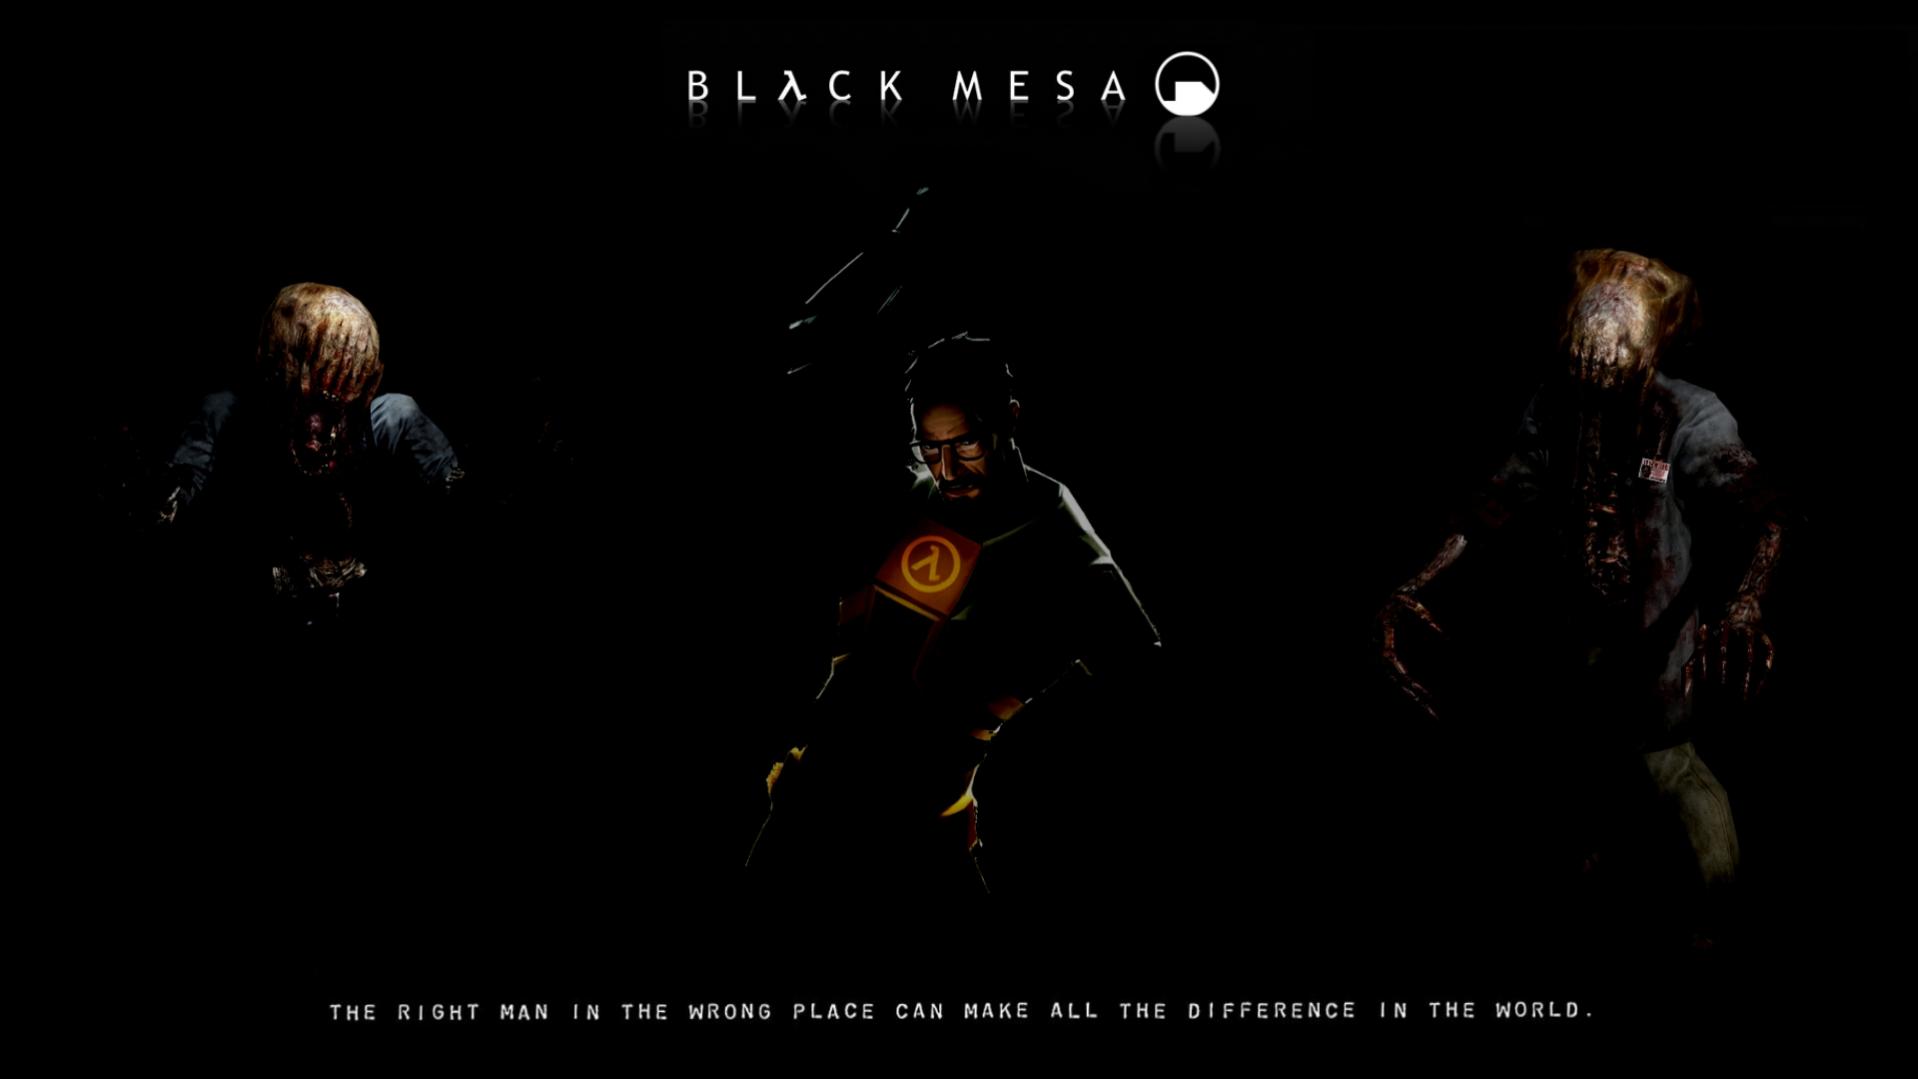 BLλCK MESA
λ
THE RIGHT MAN IN THE WRONG PLACE CAN MAKE ALL THE DIFFERENCE IN THE WORLD.